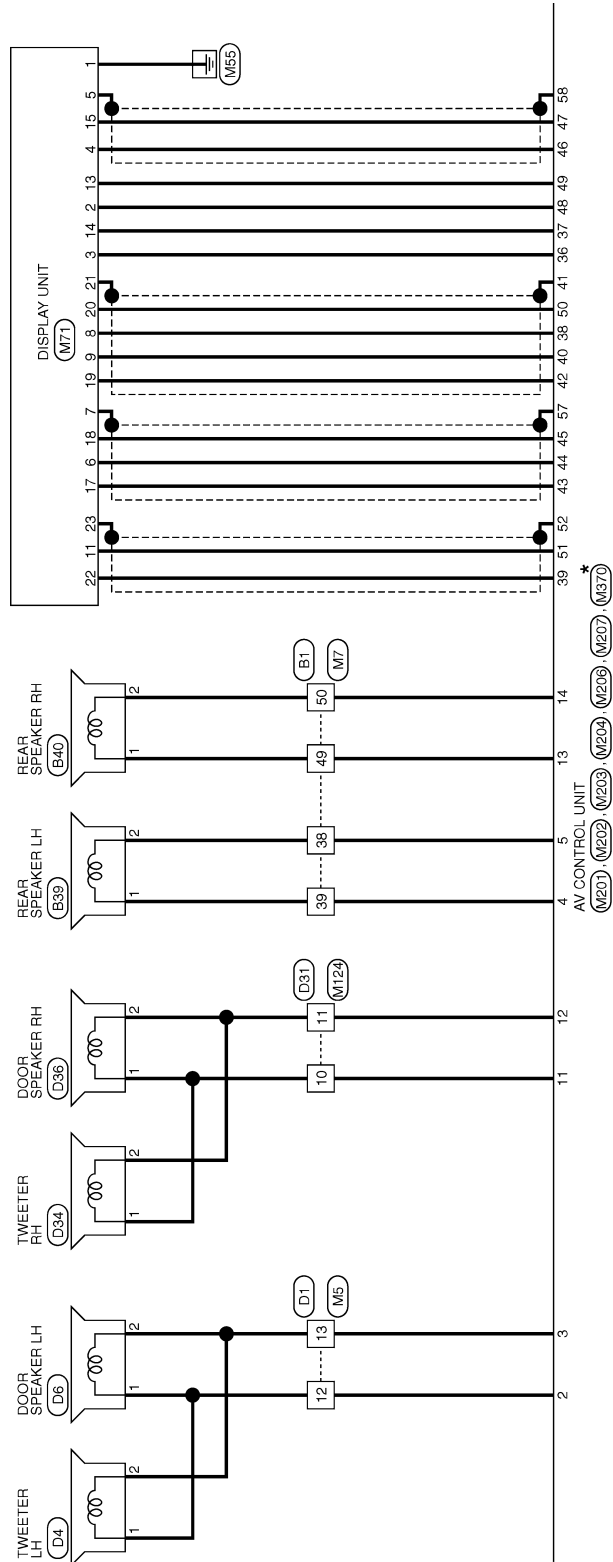 TWEETER
LH
D4
1 2
DOOR
SPEAKER LH
D6
1 2
TWEETER
RH
D34
1 2
DOOR
SPEAKER RH
D36
1 2
REAR
SPEAKER LH
B39
1 2
REAR
SPEAKER RH
B40
1 2
DISPLAY UNIT
M71
22 11 23 17 6 18 7 19 9 8 20 21 3 14 2 13 4 15 5 1
M55
12 13
D1
M5
10 11
D31
M124
39 38 49 50
B1
M7
2 3 11 12 4 5 13 14 39 51 52 43 44 45 57 42 40 38 50 41 36 37 48 49 46 47 58
AV CONTROL UNIT
M201 , M202 , M203 , M204 , M206 , M207 , M370 *